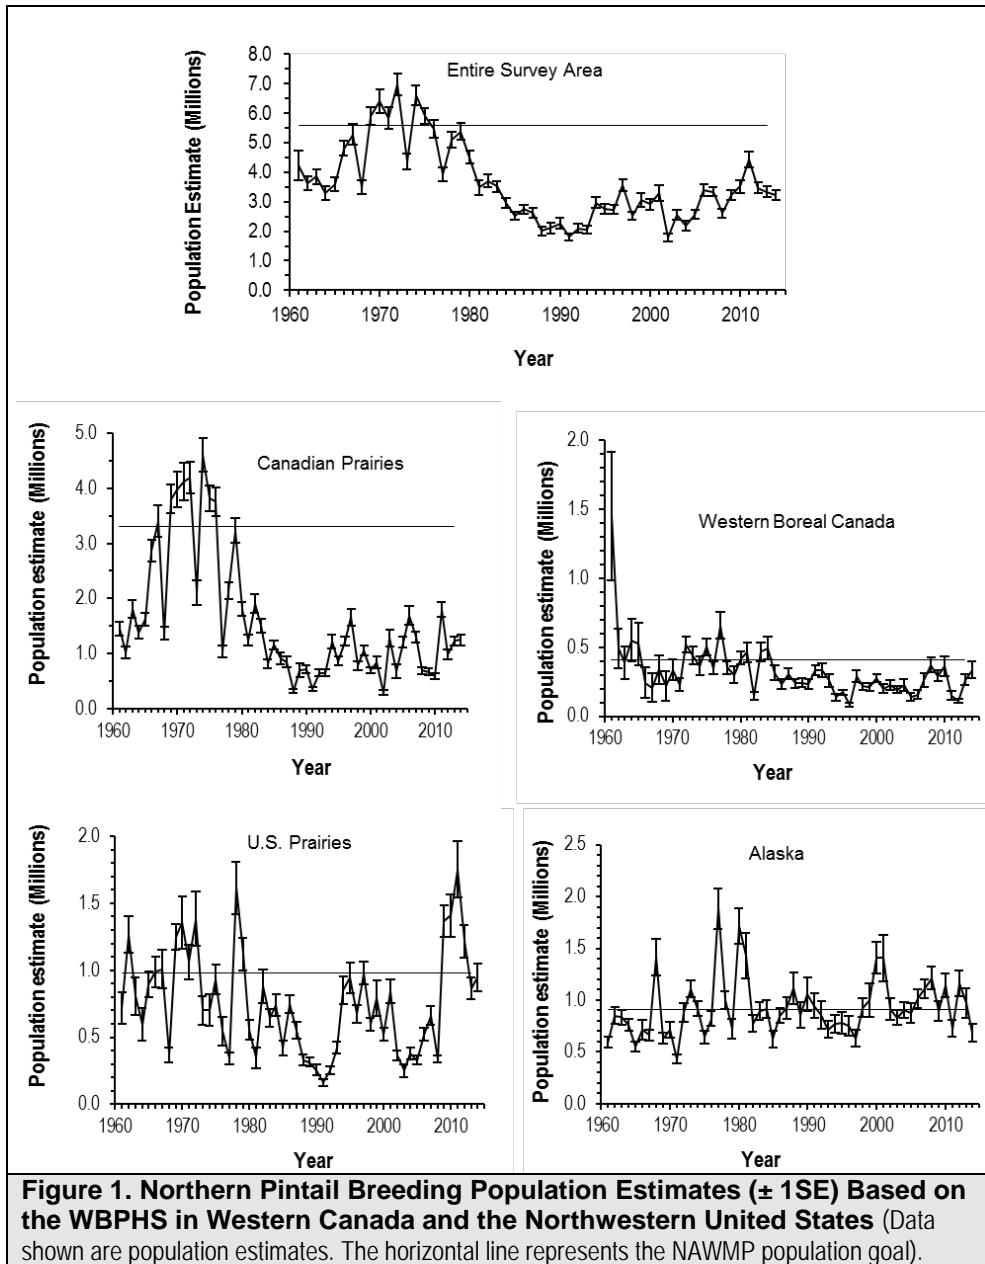 Entire Survey Area
Population Estimate (Millions)
8.0
7.0
6.0
5.0
4.0
3.0
2.0
1.0
0.0
1960 1970 1980 1990 2000 2010
Year
Canadian Prairies
Population estimate (Millions)
5.0
4.0
3.0
2.0
1.0
0.0
1960 1970 1980 1990 2000 2010
Year
Western Boreal Canada
Population estimate (Millions)
2.0
1.5
1.0
0.5
0.0
1960 1970 1980 1990 2000 2010
Year
U.S. Prairies
Population estimate (Millions)
2.0
1.5
1.0
0.5
0.0
1960 1970 1980 1990 2000 2010
Year
Alaska
Population estimate (Millions)
2.5
2.0
1.5
1.0
0.5
0.0
1960 1970 1980 1990 2000 2010
Year
Figure 1. Northern Pintail Breeding Population Estimates (± 1SE) Based on
the WBPHS in Western Canada and the Northwestern United States (Data
shown are population estimates. The horizontal line represents the NAWMP population goal).